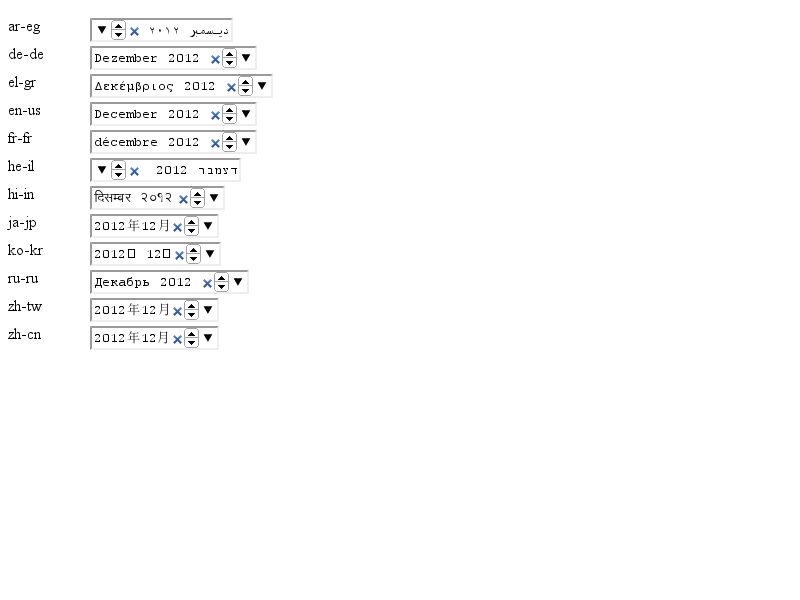 ar-eg ديسمبر ٢٠١٢
de-de Dezember 2012
el-gr Δεκέμβριος 2012
en-us December 2012
fr-fr décembre 2012
he-il דצמבר 2012
hi-in दिसम्बर २०१२
ja-jp 2012年12月
ko-kr 2012 12
ru-ru Декабрь 2012
zh-tw 2012年12月
zh-cn 2012年12月